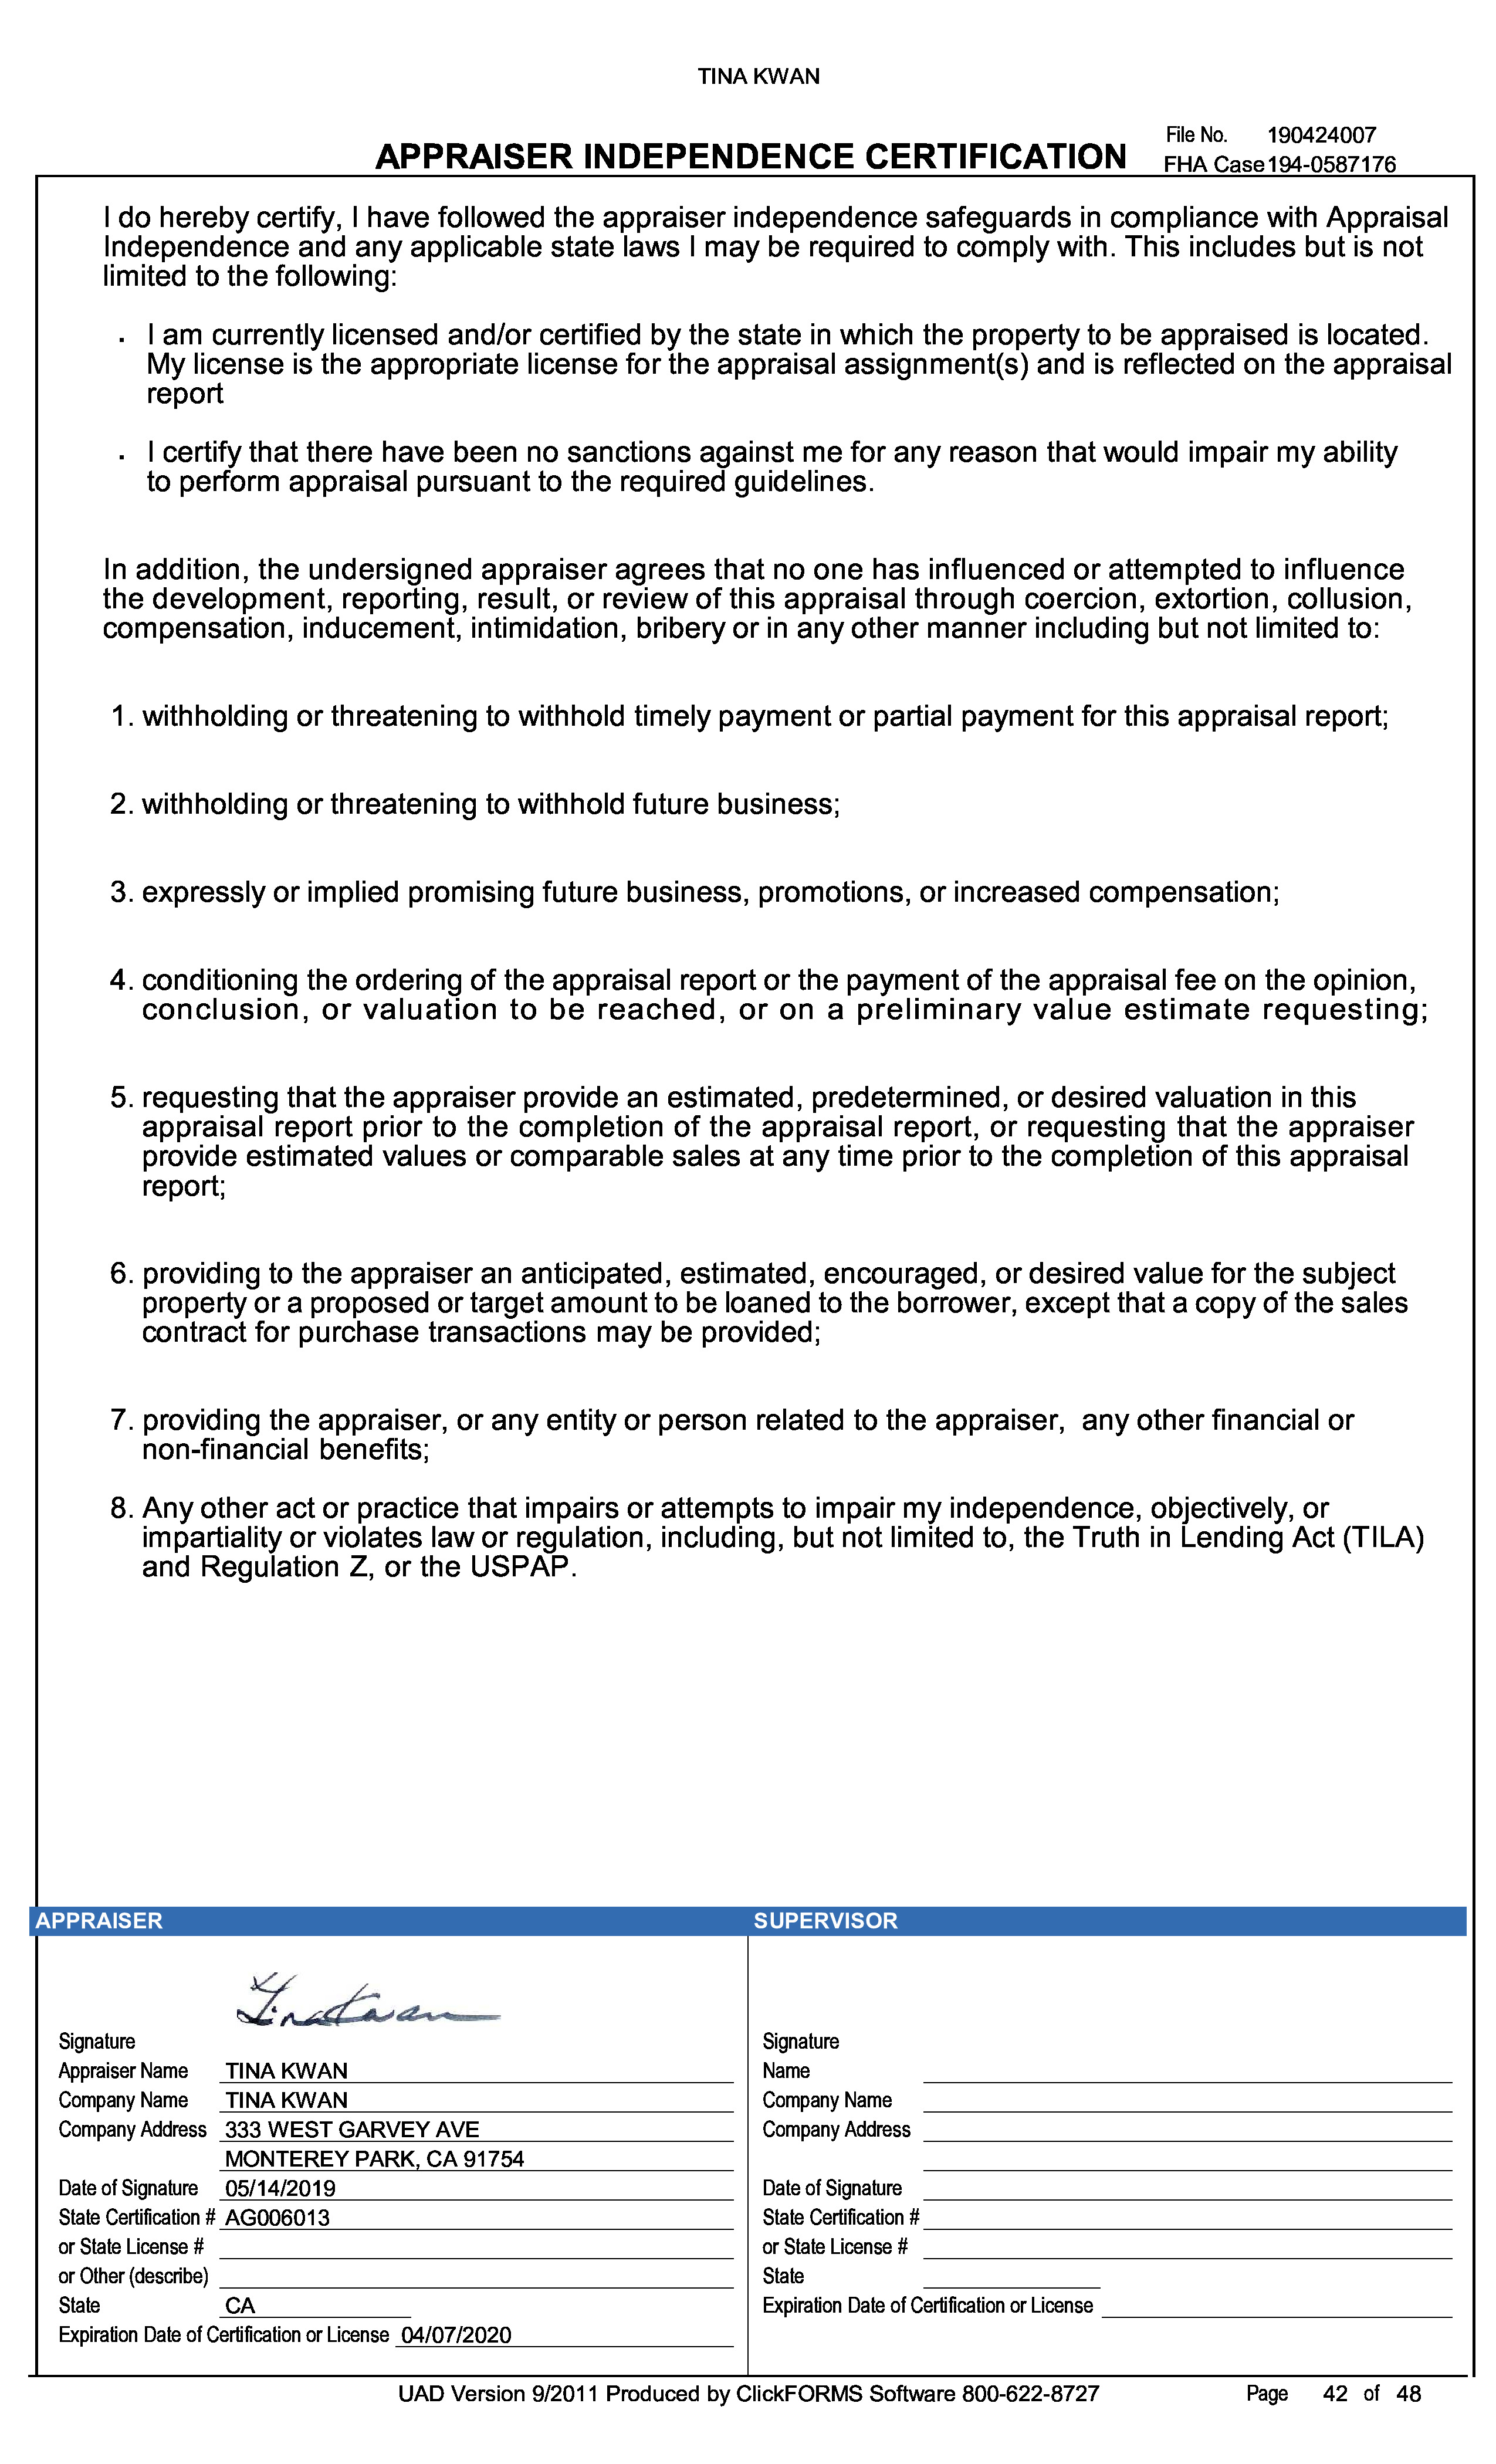 TINA KWAN
File No. 190424007
APPRAISER INDEPENDENCE CERTIFICATION
FHA Case 194-0587176
I do hereby certify, I have followed the appraiser independence safeguards in compliance with Appraisal
Independence and any applicable state laws I may be required to comply with. This includes but is not
limited to the following:
. I am currently licensed and/or certified by the state in which the property to be appraised is located.
My license is the appropriate license for the appraisal assignment(s) and is reflected on the appraisal
report
. I certify that there have been no sanctions against me for any reason that would impair my ability
to perform appraisal pursuant to the required guidelines.
In addition, the undersigned appraiser agrees that no one has influenced or attempted to influence
the development, reporting, result, or review of this appraisal through coercion, extortion, collusion,
compensation, inducement, intimidation, bribery or in any other manner including but not limited to:
1. withholding or threatening to withhold timely payment or partial payment for this appraisal report;
2. withholding or threatening to withhold future business;
3. expressly or implied promising future business, promotions, or increased compensation;
4. conditioning the ordering of the appraisal report or the payment of the appraisal fee on the opinion,
conclusion, or valuation to be reached, or on a preliminary value estimate requesting;
5. requesting that the appraiser provide an estimated, predetermined, or desired valuation in this
appraisal report prior to the completion of the appraisal report, or requesting that the appraiser
provide estimated values or comparable sales at any time prior to the completion of this appraisal
report;
6. providing to the appraiser an anticipated, estimated, encouraged, or desired value for the subject
property or a proposed or target amount to be loaned to the borrower, except that a copy of the sales
contract for purchase transactions may be provided;
7. providing the appraiser, or any entity or person related to the appraiser, any other financial or
non-financial benefits;
8. Any other act or practice that impairs or attempts to impair my independence, objectively, or
impartiality or violates law or regulation, including, but not limited to, the Truth in Lending Act (TILA)
and Regulation Z, or the USPAP.
APPRAISER
Tina Kwan
Signature
Appraiser Name TINA KWAN
Company Name TINA KWAN
Company Address 333 WEST GARVEY AVE
MONTEREY PARK, CA 91754
Date of Signature 05/14/2019
State Certification # AG006013
or State License #
or Other (describe)
State CA
Expiration Date of Certification or License 04/07/2020
SUPERVISOR
Signature
Name
Company Name
Company Address
Date of Signature
State Certification #
or State License #
State
Expiration Date of Certification or License
UAD Version 9/2011 Produced by ClickFORMS Software 800-622-8727
Page 42 of 48